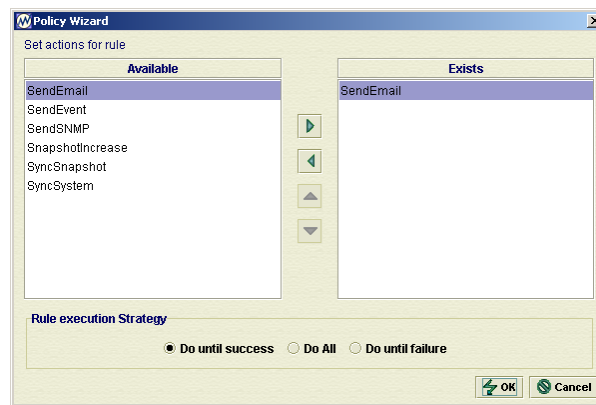 Policy Wizard
Set actions for rule
Available
Exists
SendEmail
SendEmail
SendEvent
SendSNMP
SnapshotIncrease
SyncSnapshot
SyncSystem
Rule execution Strategy
Do until success Do All Do until failure
OK Cancel